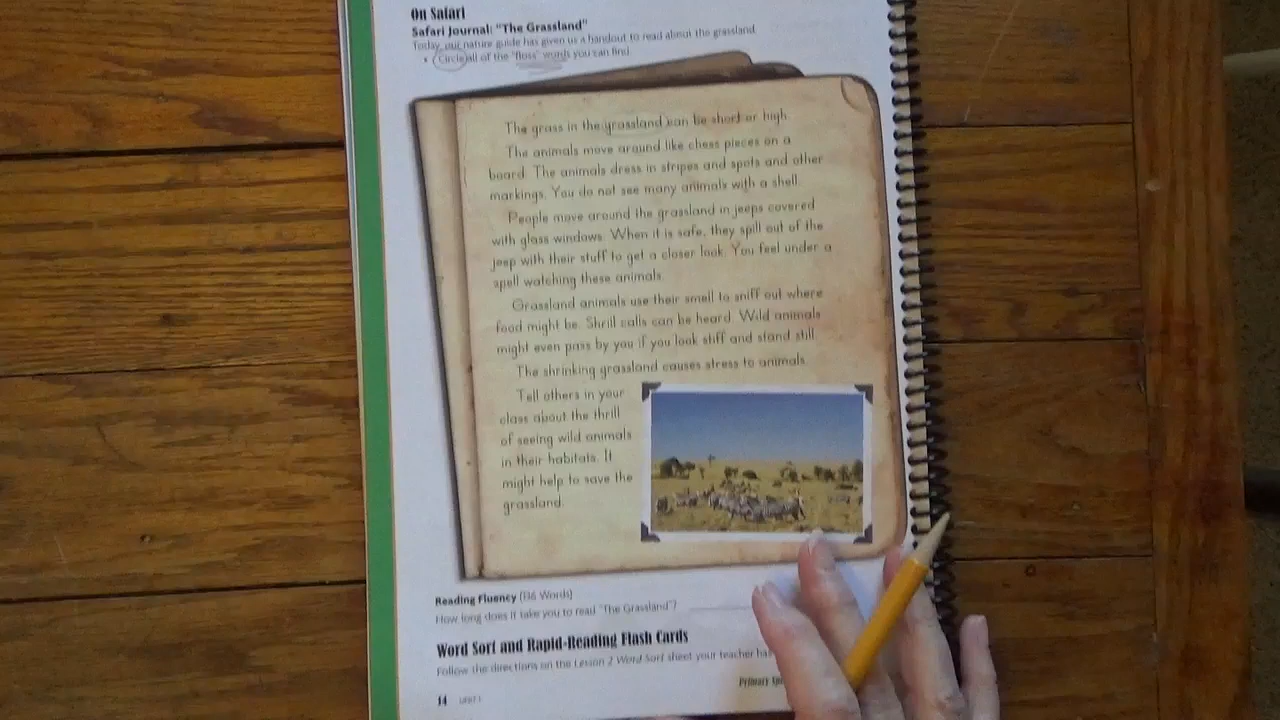 On Safari
Safari Journal: "The Grassland"
Today, our nature guide has given us a handout to read about the grassland.
• Circle all of the "floss" words you can find.
The grass in the grassland can be short or high.
The animals move around like chess pieces on a
board. The animals dress in stripes and spots and other
markings. You do not see many animals with a shell.
People move around the grassland in jeeps covered
with glass windows. When it is safe, they spill out of the
jeep with their stuff to get a closer look. You feel under a
spell watching these animals.
Grassland animals use their smell to sniff out where
food might be. Shrill calls can be heard. Wild animals
might even pass by you if you look stiff and stand still.
The shrinking grassland causes stress to animals.
Tell others in your
class about the thrill
of seeing wild animals
in their habitats. It
might help to save the
grassland.
Reading Fluency (136 Words)
How long does it take you to read "The Grassland"?
Word Sort and Rapid-Reading Flash Cards
Follow the directions on the Lesson 2 Word Sort sheet your teacher
Primary
14 UNIT 1